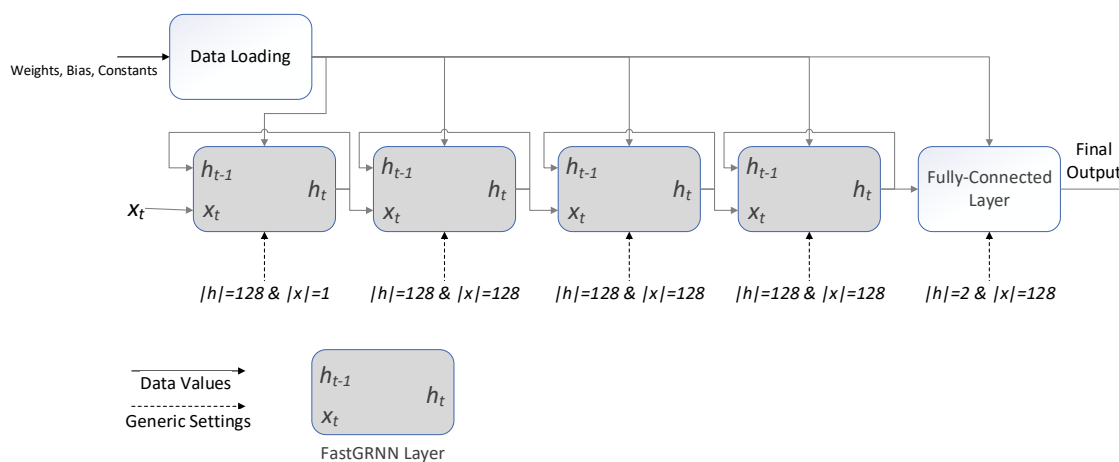 Data Loading
Weights, Bias, Constants
h_{t-1}
h_t
x_t
h_{t-1}
h_t
x_t
h_{t-1}
h_t
x_t
h_{t-1}
h_t
x_t
x_t
Fully-Connected
Layer
Final
Output
|h|=128 & |x|=1
|h|=128 & |x|=128
|h|=128 & |x|=128
|h|=128 & |x|=128
|h|=2 & |x|=128
Data Values
Generic Settings
h_{t-1}
h_t
x_t
FastGRNN Layer